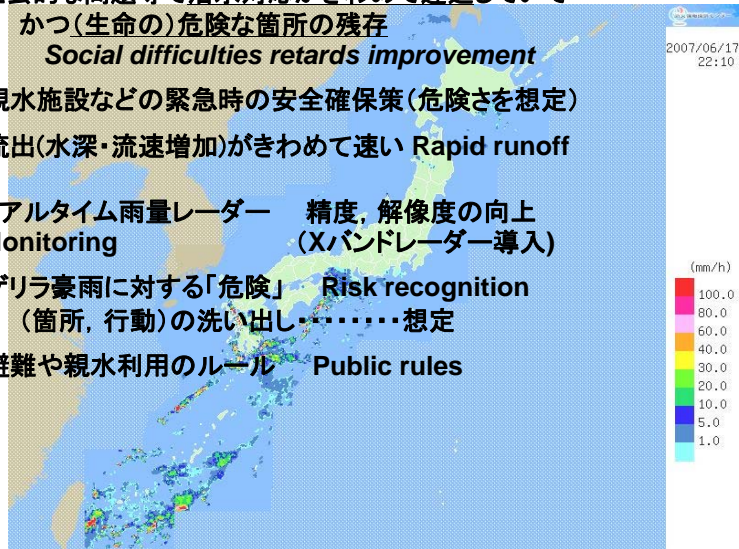 かつ(生命の)危険な箇所の残存
Social difficulties retards improvement
親水施設などの緊急時の安全確保策(危険さを想定)
流出(水深・流速増加)がきわめて速い Rapid runoff
アルタイム雨量レーダー 精度, 解像度の向上
Monitoring (Xバンドレーダー導入)
ゲリラ豪雨に対する「危険」 Risk recognition
(箇所, 行動)の洗い出し・・・・・・・・想定
避難や親水利用のルール Public rules
2007/06/17
22:10
(mm/h)
100.0
80.0
60.0
40.0
30.0
20.0
10.0
5.0
1.0